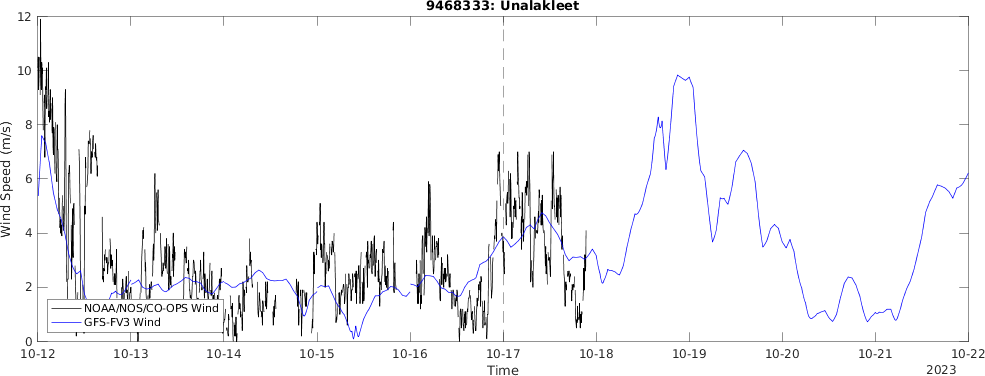 9468333: Unalakleet
12
10
8
6
4
2
0
Wind Speed (m/s)
NOAA/NOS/CO-OPS Wind
GFS-FV3 Wind
10-12 10-13 10-14 10-15 10-16 10-17 10-18 10-19 10-20 10-21 10-22
Time
2023